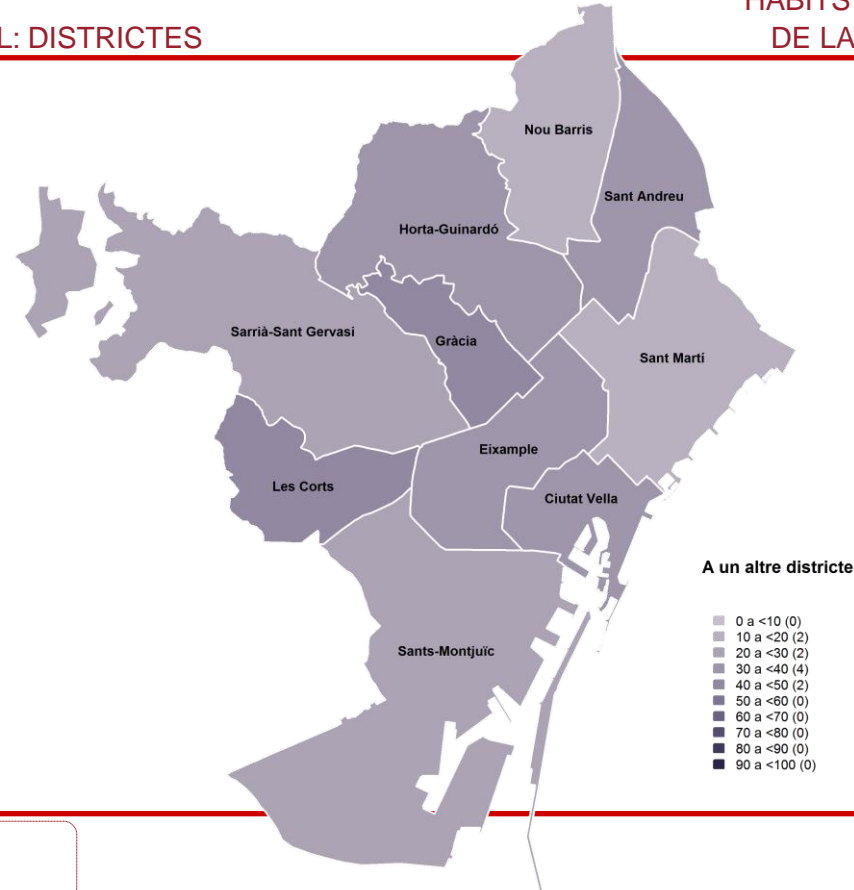 HÀBITS
L: DISTRICTES
DE LA
Nou Barris
Sant Andreu
Horta-Guinardó
Sarrià-Sant Gervasi
Gràcia
Sant Martí
Eixample
Les Corts
Ciutat Vella
A un altre districte
0 a <10 (0)
10 a <20 (2)
20 a <30 (2)
30 a <40 (4)
40 a <50 (2)
50 a <60 (0)
60 a <70 (0)
70 a <80 (0)
80 a <90 (0)
90 a <100 (0)
Sants-Montjuïc